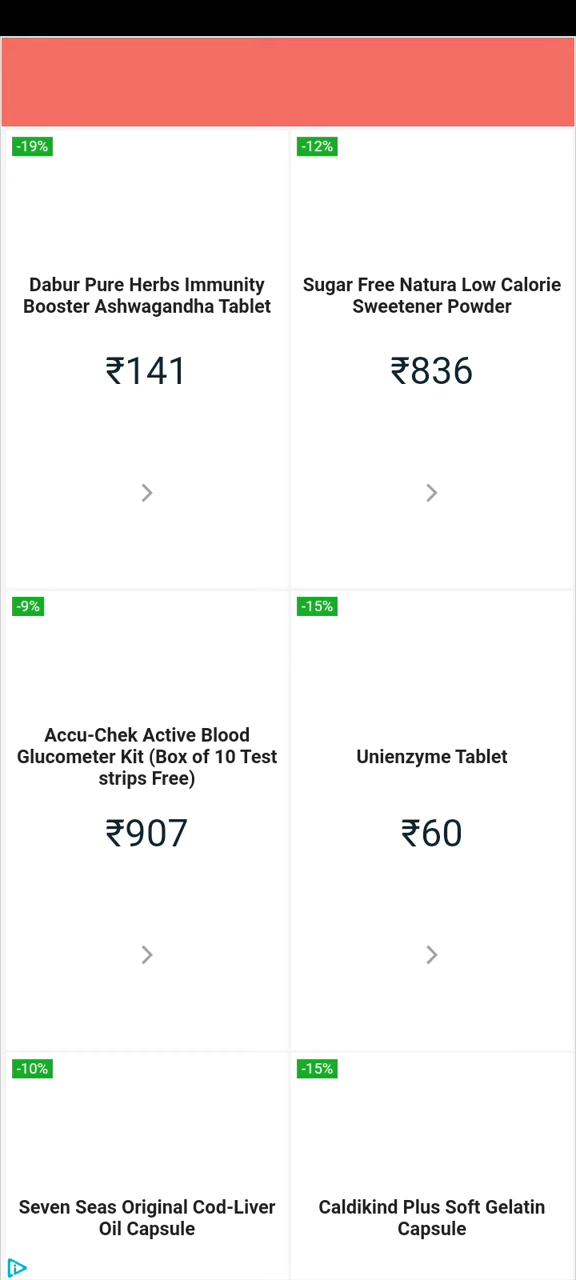 -19%
-12%
Dabur Pure Herbs Immunity
Booster Ashwagandha Tablet
₹141
Sugar Free Natura Low Calorie
Sweetener Powder
₹836
-9%
-15%
Accu-Chek Active Blood
Glucometer Kit (Box of 10 Test
strips Free)
₹907
Unienzyme Tablet
₹60
-10%
-15%
Seven Seas Original Cod-Liver
Oil Capsule
Caldikind Plus Soft Gelatin
Capsule